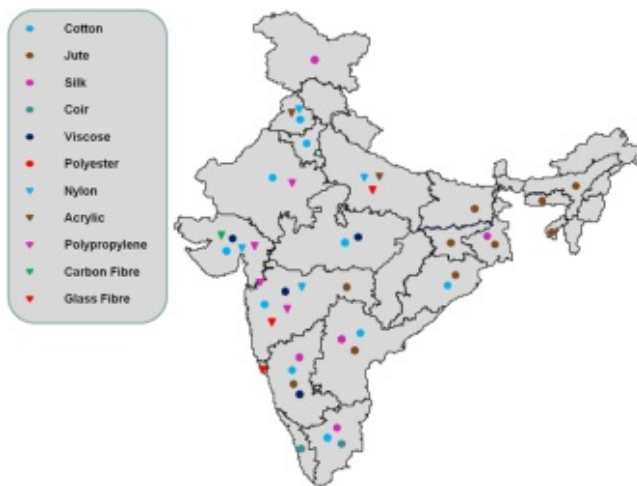 Cotton
Jute
Silk
Coir
Viscose
Polyester
Nylon
Acrylic
Polypropylene
Carbon Fibre
Glass Fibre